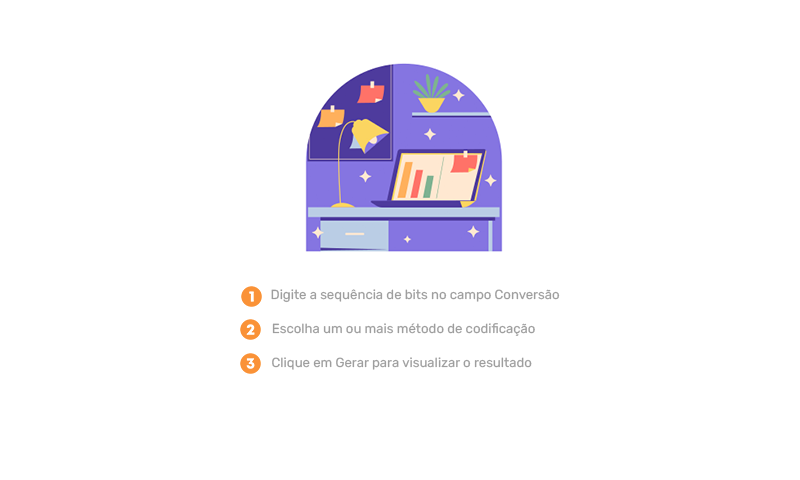 1 Digite a sequência de bits no campo Conversão
2 Escolha um ou mais método de codificação
3 Clique em Gerar para visualizar o resultado